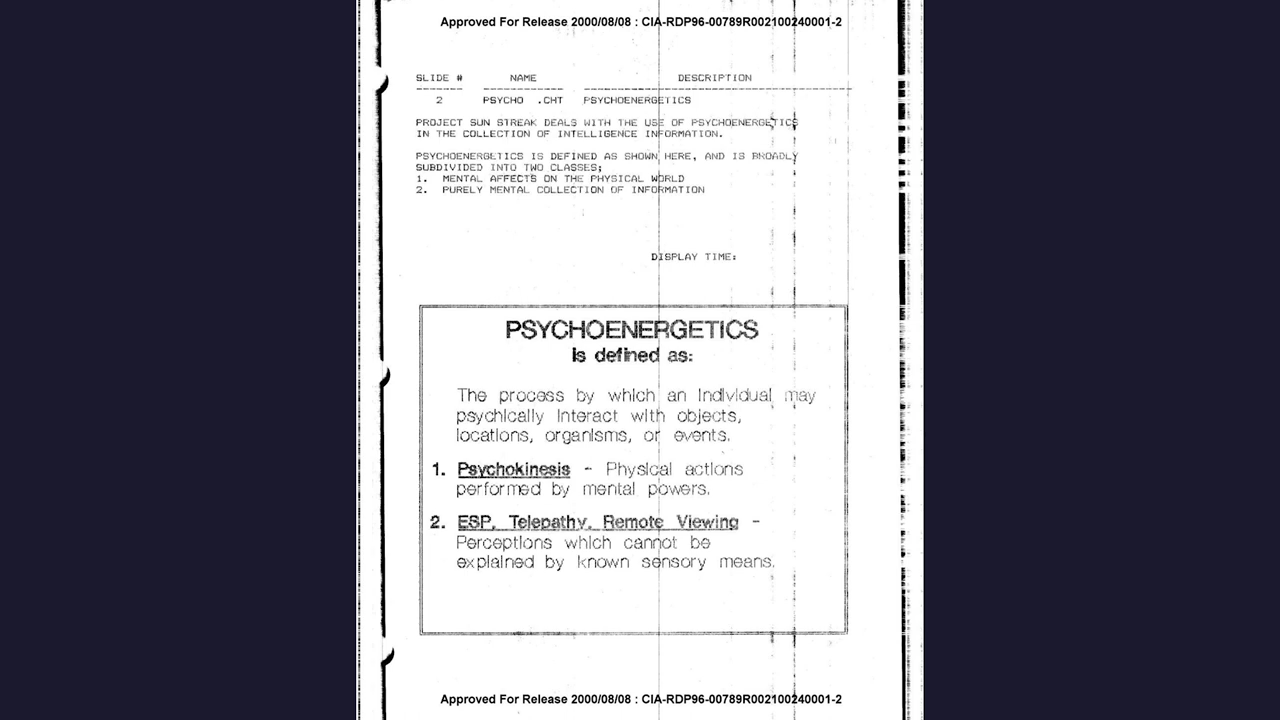 Approved For Release 2000/08/08 : CIA-RDP96-00789R002100240001-2
SLIDE # NAME DESCRIPTION
2 PSYCHO .CHT PSYCHOENERGETICS
PROJECT SUN STREAK DEALS WITH THE USE OF PSYCHOENERGETICS
IN THE COLLECTION OF INTELLIGENCE INFORMATION.
PSYCHOENERGETICS IS DEFINED AS SHOWN HERE, AND IS BROADLY
SUBDIVIDED INTO TWO CLASSES;
1. MENTAL AFFECTS ON THE PHYSICAL WORLD
2. PURELY MENTAL COLLECTION OF INFORMATION
DISPLAY TIME:
PSYCHOENERGETICS
is defined as:
The process by which an individual may
psychically interact with objects,
locations, organisms, or events.
1. Psychokinesis - Physical actions
performed by mental powers.
2. ESP, Telepathy, Remote Viewing -
Perceptions which cannot be
explained by known sensory means.
Approved For Release 2000/08/08 : CIA-RDP96-00789R002100240001-2